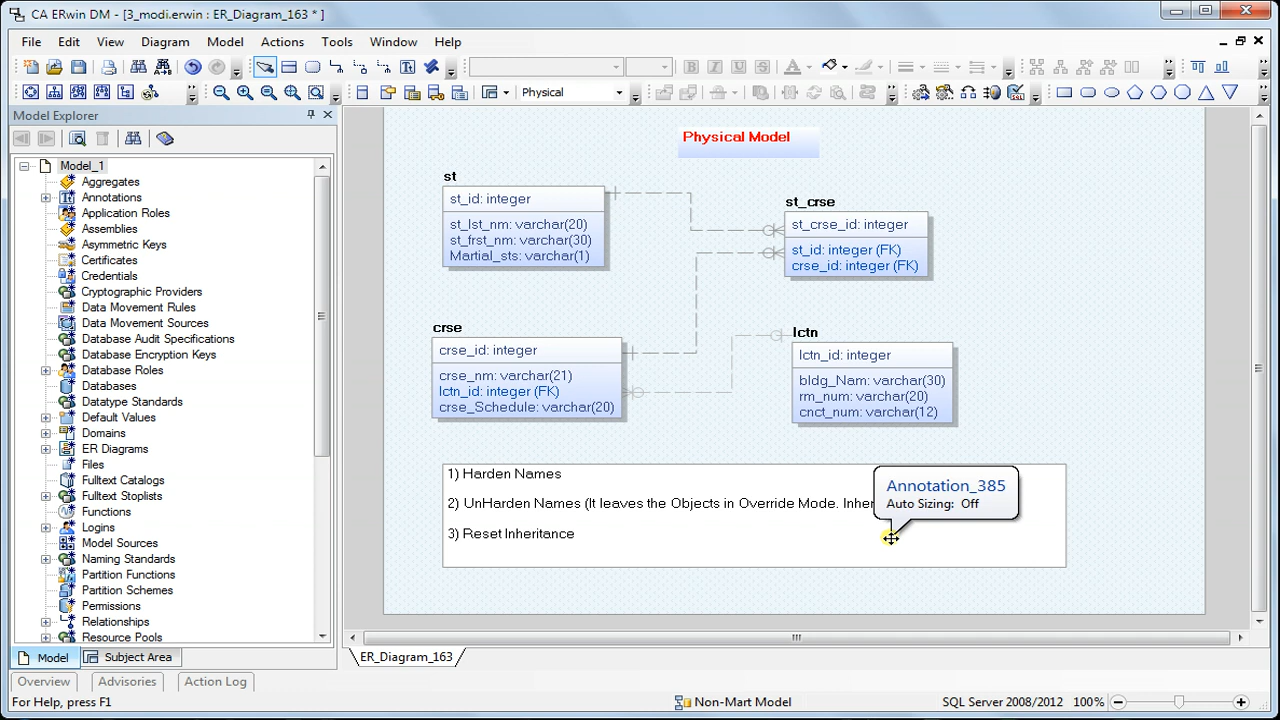 CA ERwin DM - [3_modi.erwin : ER_Diagram_163 * ]
File Edit View Diagram Model Actions Tools Window Help
Physical
Model Explorer
Model_1
Aggregates
Annotations
Application Roles
Assemblies
Asymmetric Keys
Certificates
Credentials
Cryptographic Providers
Data Movement Rules
Data Movement Sources
Database Audit Specifications
Database Encryption Keys
Database Roles
Databases
Datatype Standards
Default Values
Domains
ER Diagrams
Files
Fulltext Catalogs
Fulltext Stoplists
Functions
Logins
Model Sources
Naming Standards
Partition Functions
Partition Schemes
Permissions
Relationships
Resource Pools
Model Subject Area
Physical Model
st
st_id: integer
st_lst_nm: varchar(20)
st_frst_nm: varchar(30)
Martial_sts: varchar(1)
st_crse
st_crse_id: integer
st_id: integer (FK)
crse_id: integer (FK)
crse
crse_id: integer
crse_nm: varchar(21)
lctn_id: integer (FK)
crse_Schedule: varchar(20)
lctn
lctn_id: integer
bldg_Nam: varchar(30)
rm_num: varchar(20)
cnct_num: varchar(12)
1) Harden Names
2) UnHarden Names (It leaves the Objects in Override Mode.
3) Reset Inheritance
Annotation_385
Auto Sizing: Off
ER_Diagram_163
Overview Advisories Action Log
For Help, press F1 Non-Mart Model SQL Server 2008/2012 100%